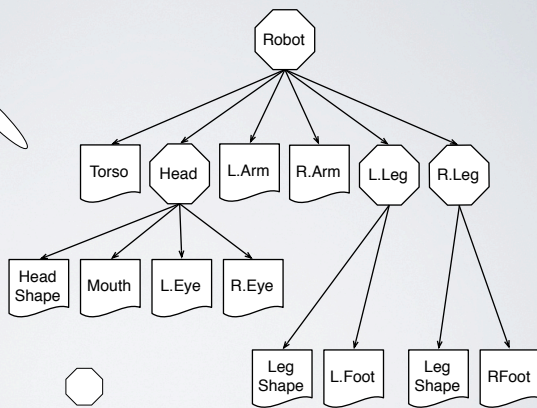 Robot
Torso
Head
L.Arm
R.Arm
L.Leg
R.Leg
Head
Shape
Mouth
L.Eye
R.Eye
Leg
Shape
L.Foot
Leg
Shape
RFoot